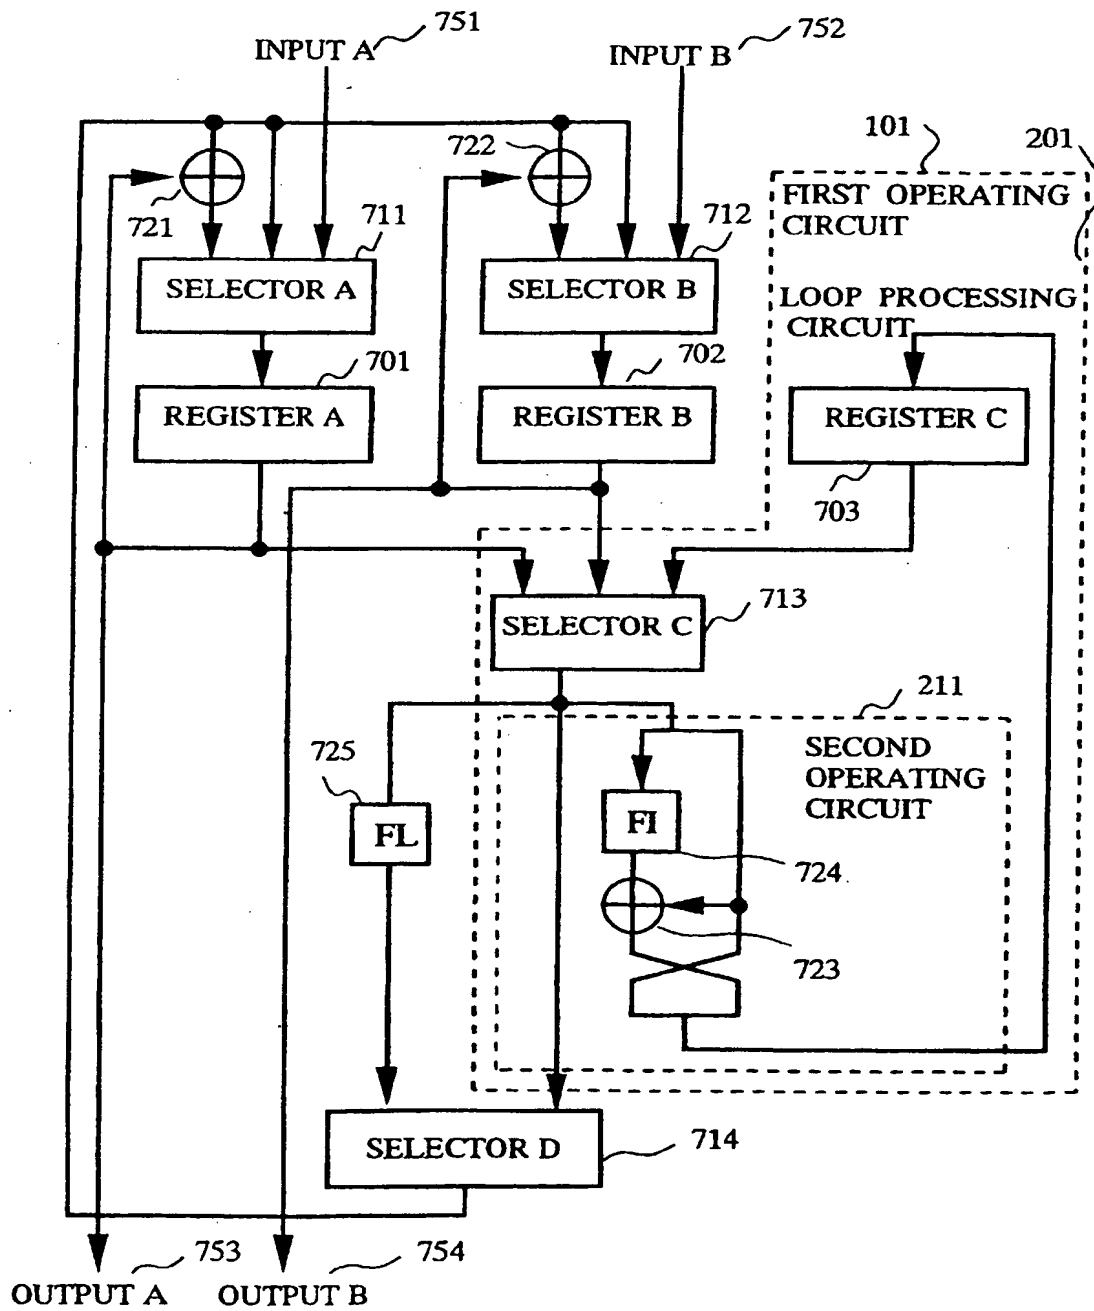 751
INPUT A
752
INPUT B
101
201
FIRST OPERATING
CIRCUIT
722
721
711
712
SELECTOR A
SELECTOR B
LOOP PROCESSING
CIRCUIT
701
702
REGISTER A
REGISTER B
REGISTER C
703
713
SELECTOR C
211
SECOND
OPERATING
CIRCUIT
725
FL
FI
724
723
SELECTOR D
714
753
754
OUTPUT A
OUTPUT B